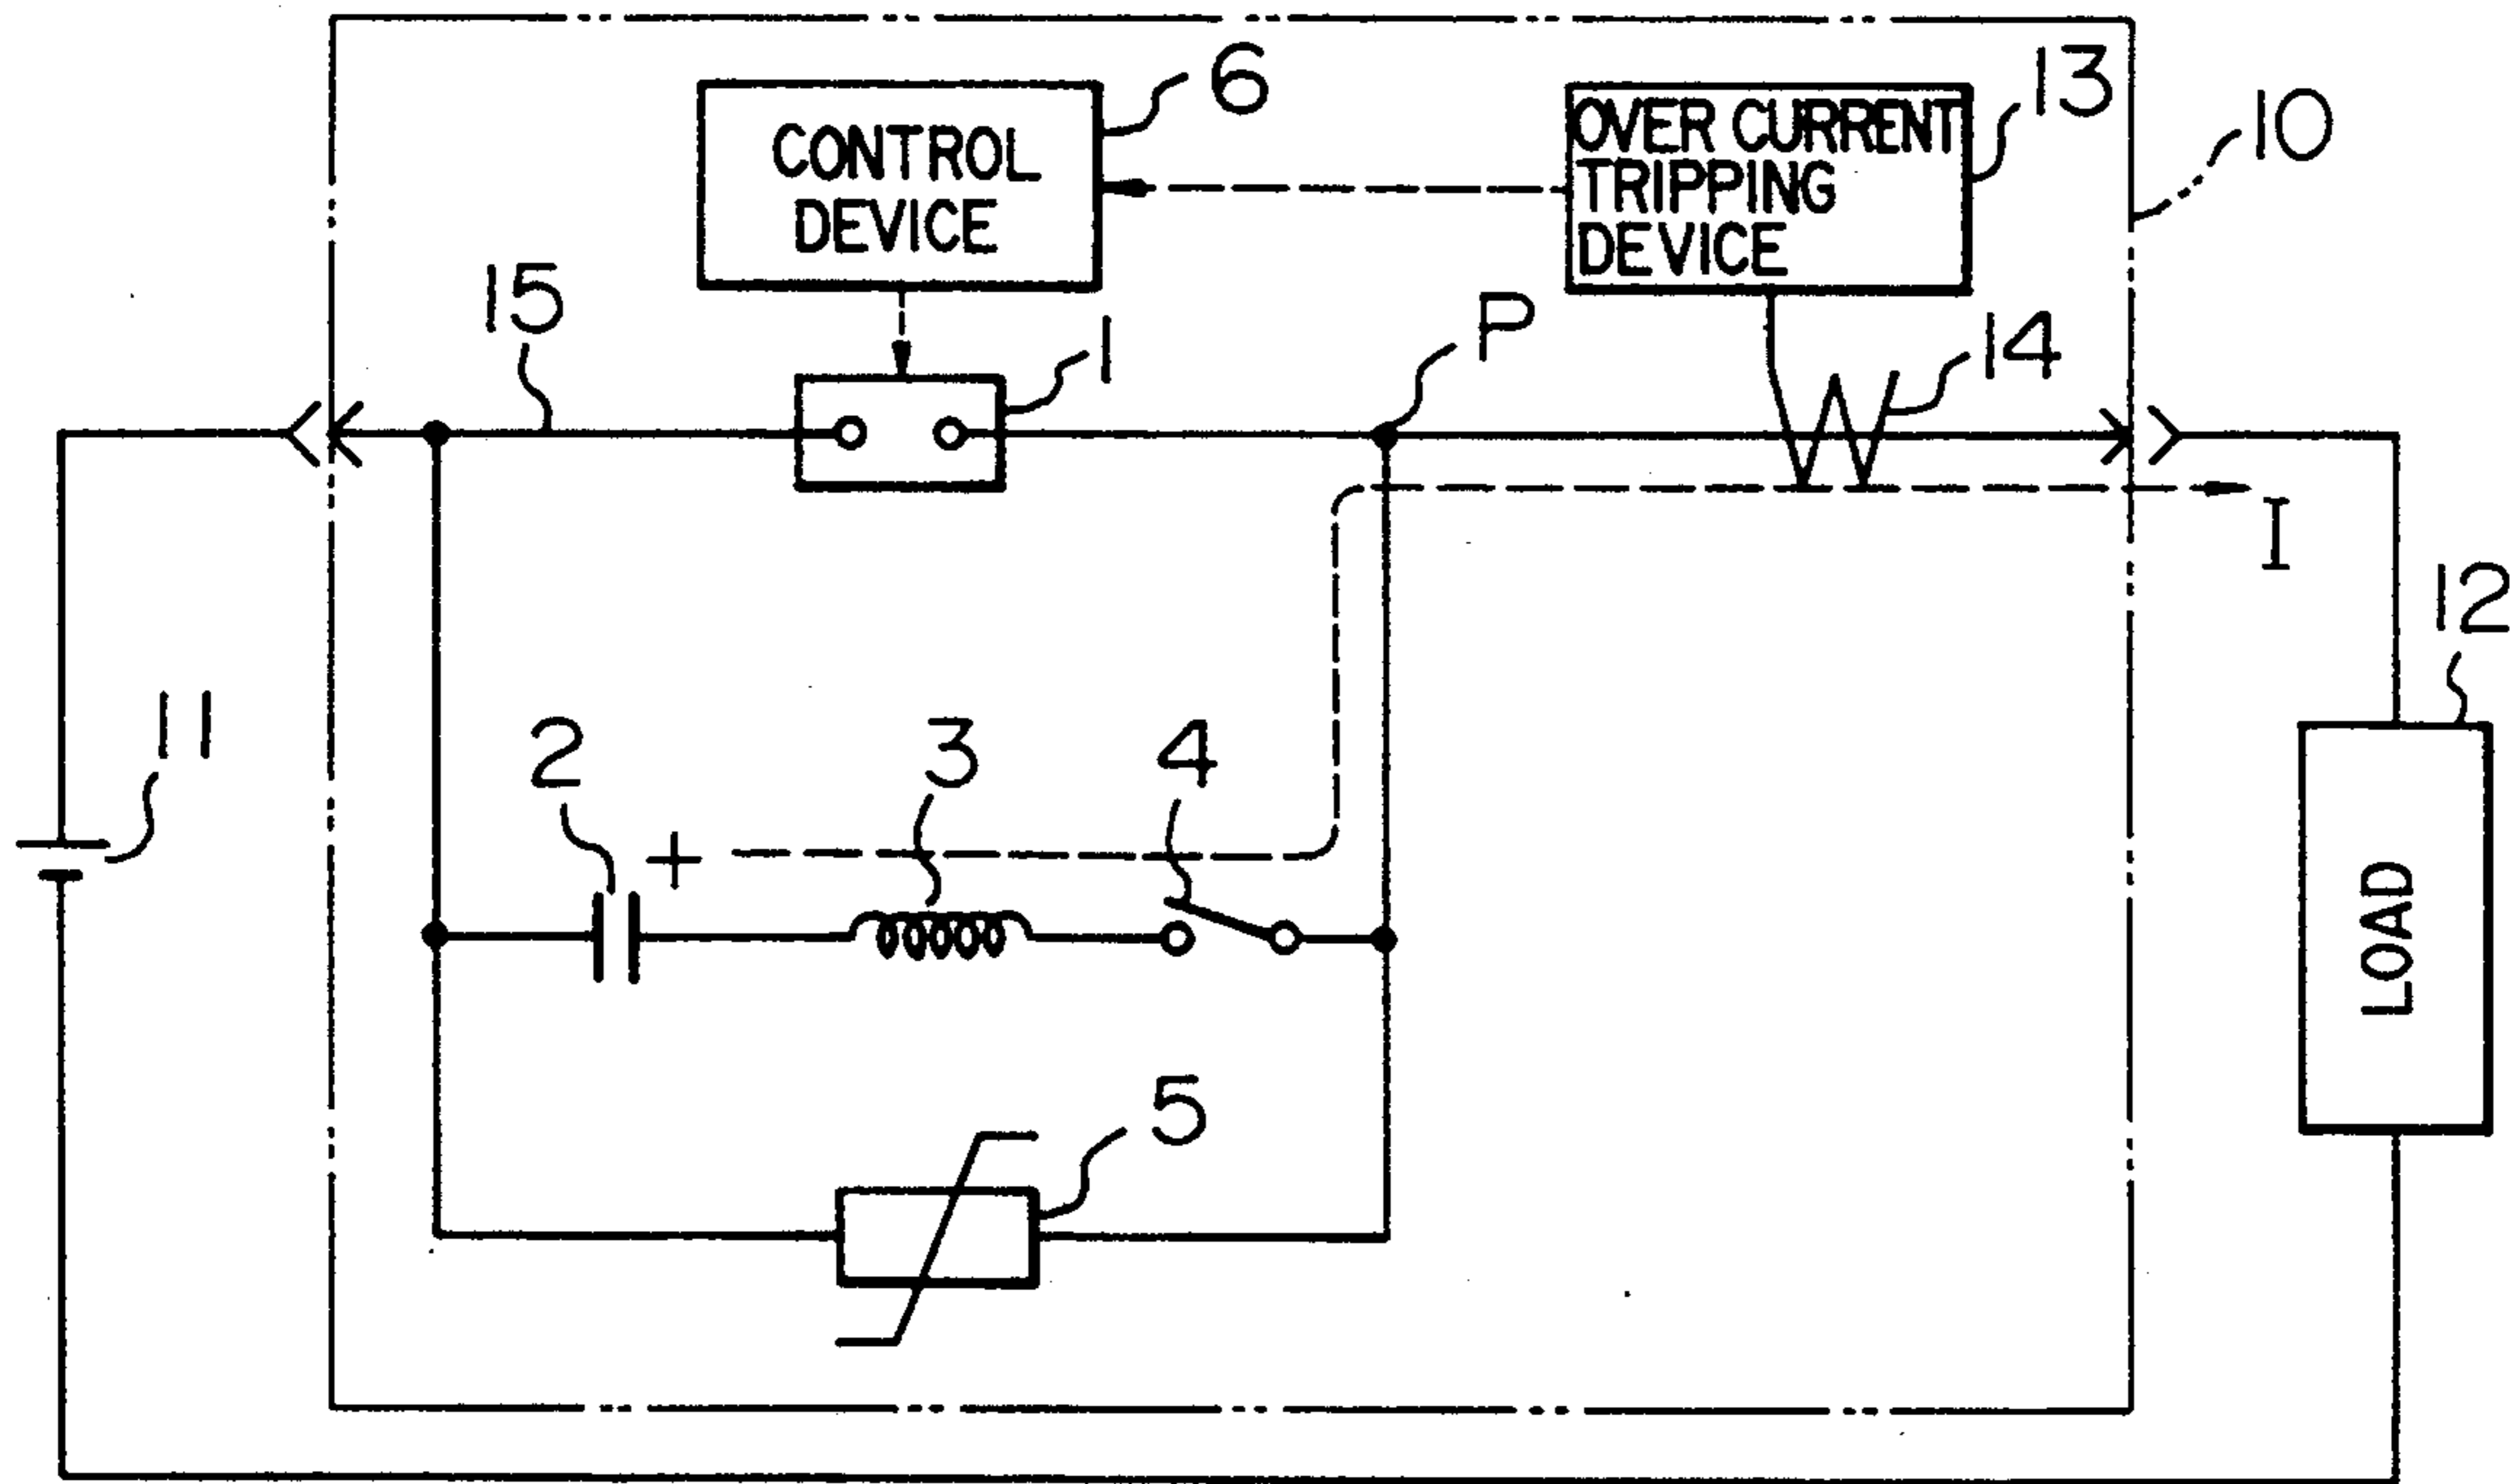 6
CONTROL
DEVICE
13
OVER CURRENT
TRIPPING
DEVICE
10
15
1
P
14
I
12
11
2
+
3
4
LOAD
5